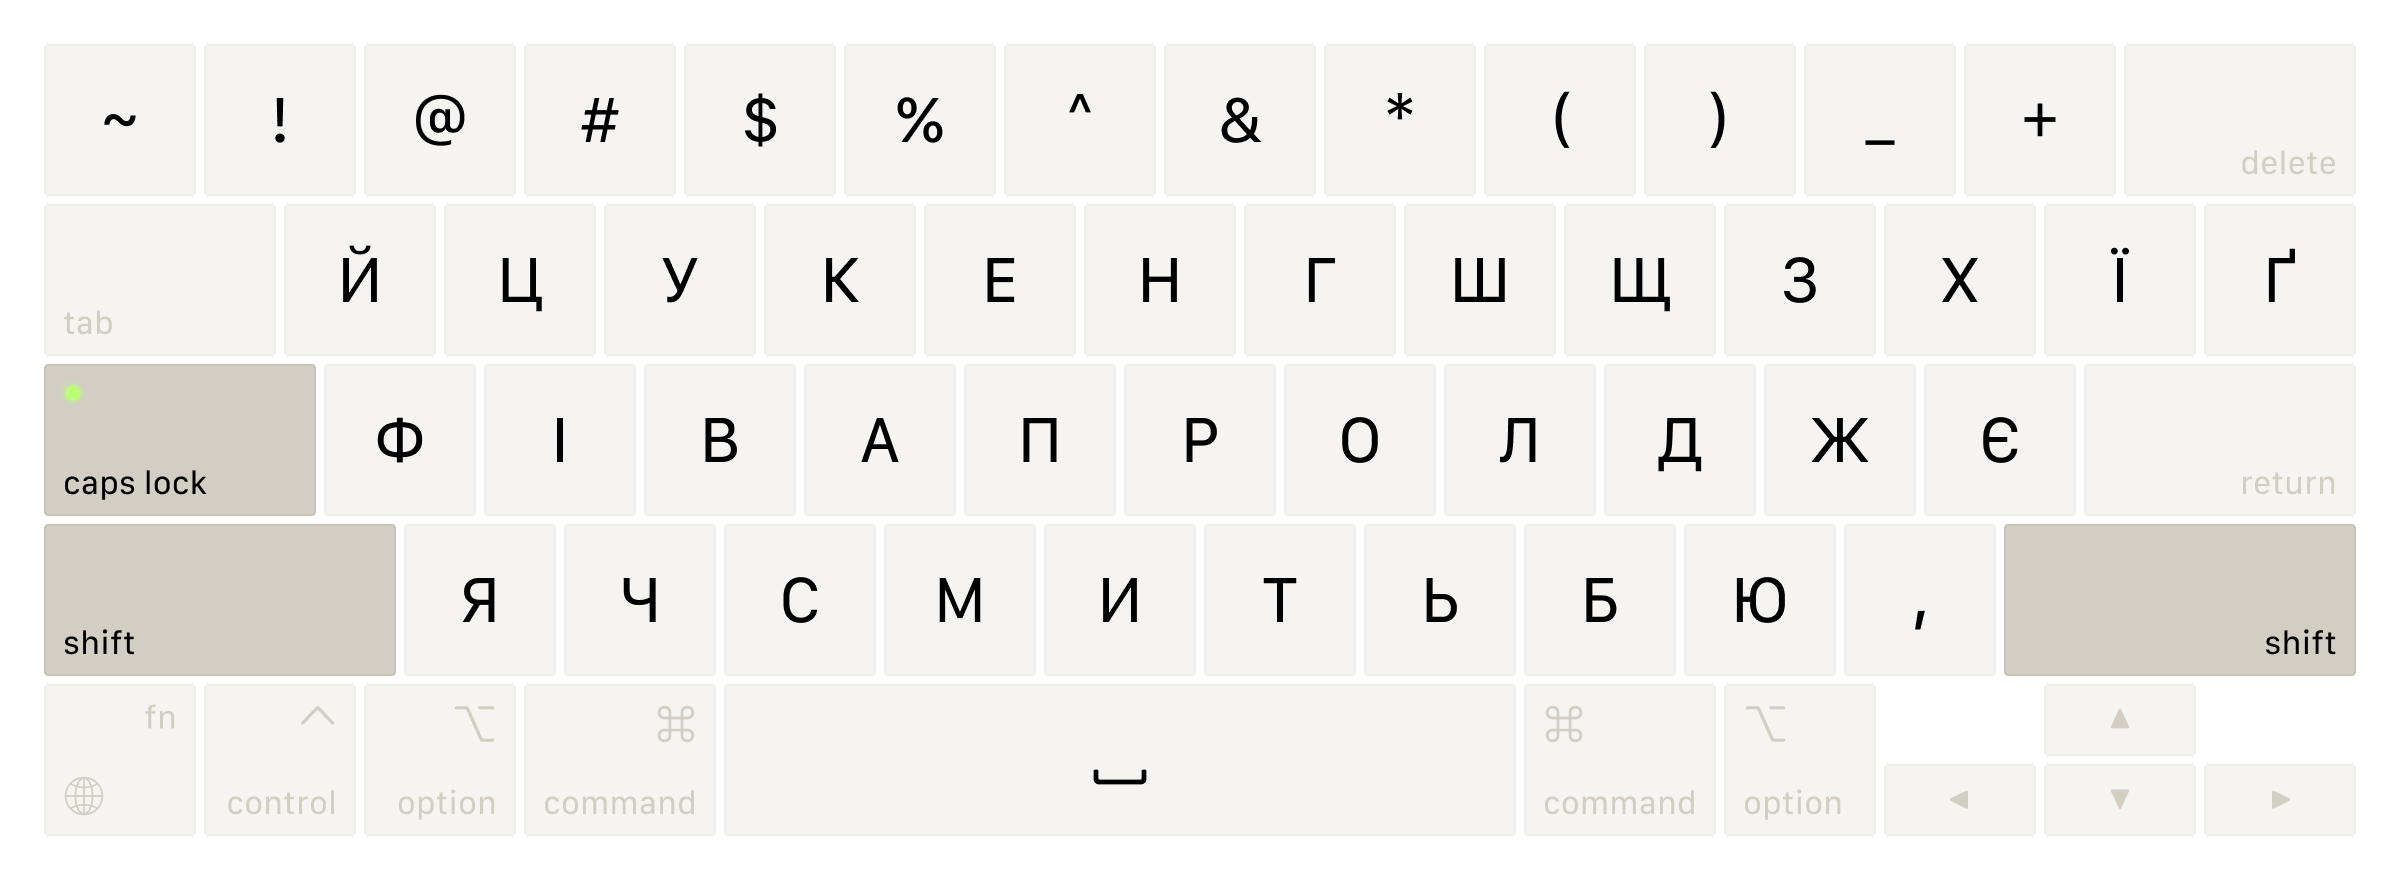 ~ ! @ # $ % ^ & * ( ) _ + delete
tab Й Ц У К Е Н Г Ш Щ З Х Ї Ґ
caps lock Ф І В А П Р О Л Д Ж Є return
shift Я Ч С М И Т Ь Б Ю , shift
fn ⌃ ⌥ ⌘ ⌘ ⌥ ▲
control option command ⎵ command option ◀ ▼ ▶